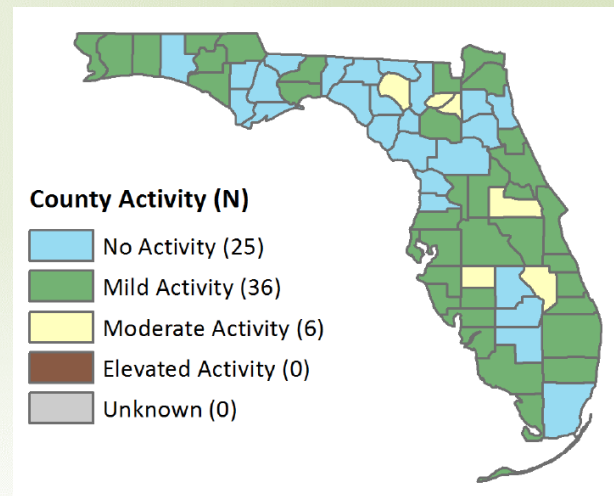 County Activity (N)
No Activity (25)
Mild Activity (36)
Moderate Activity (6)
Elevated Activity (0)
Unknown (0)